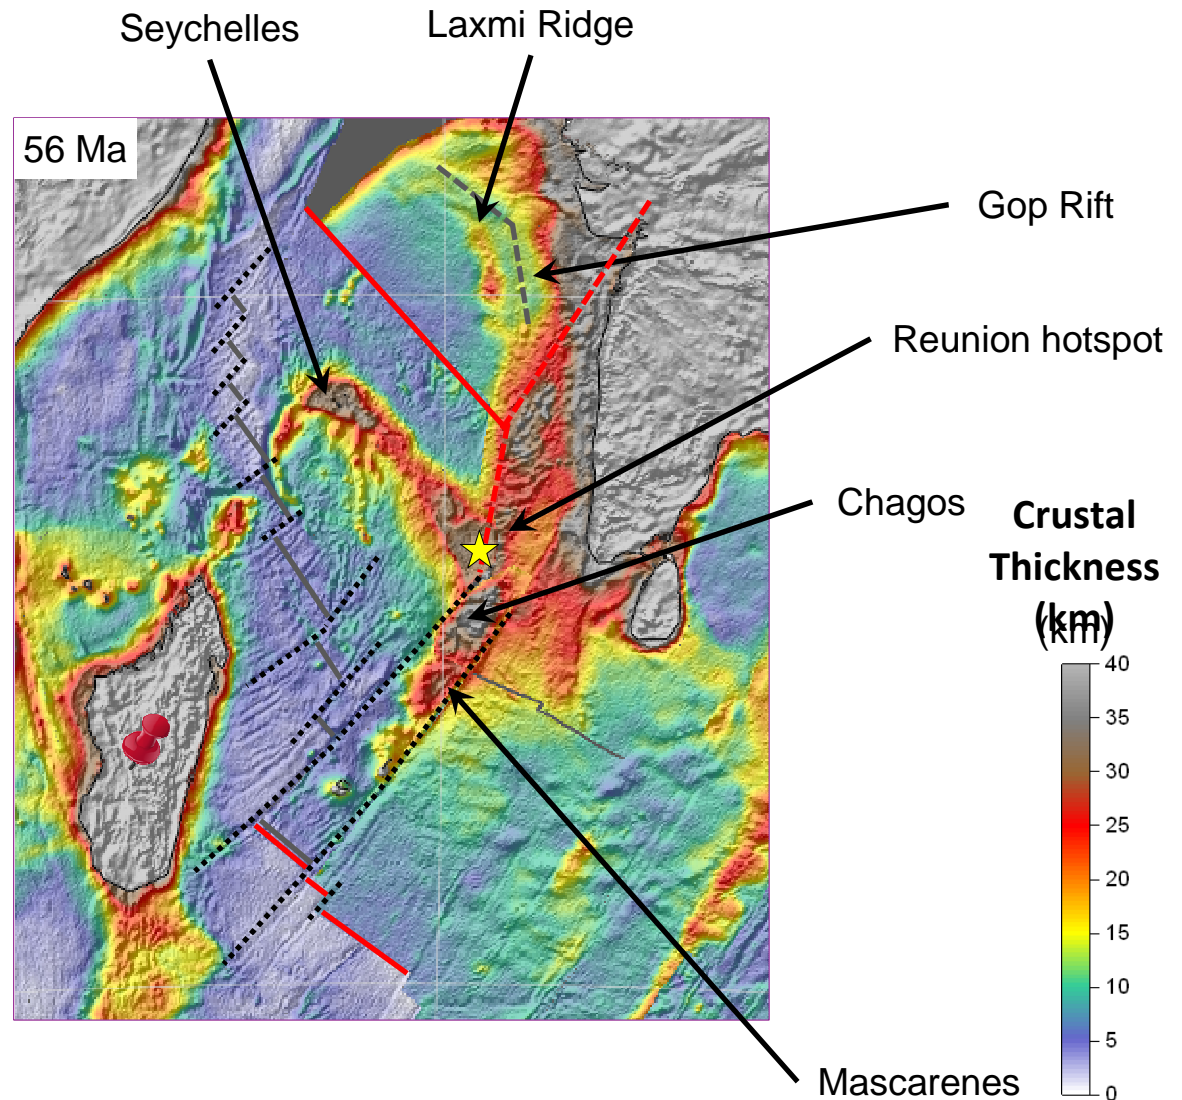 Seychelles
Laxmi Ridge
56 Ma
Gop Rift
Reunion hotspot
Chagos
Crustal
Thickness
(km)
(km)
40
35
30
25
20
15
10
5
0
Mascarenes